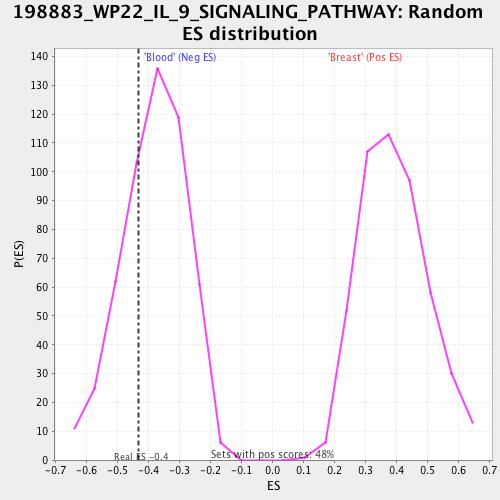 198883_WP22_IL_9_SIGNALING_PATHWAY: Random
ES distribution
'Blood' (Neg ES)
'Breast' (Pos ES)
140
130
120
110
100
90
80
70
60
50
40
30
20
10
0
P(ES)
Real ES -0.4
Sets with pos scores: 48%
-0.7 -0.6 -0.5 -0.4 -0.3 -0.2 -0.1 0.0 0.1 0.2 0.3 0.4 0.5 0.6 0.7
ES